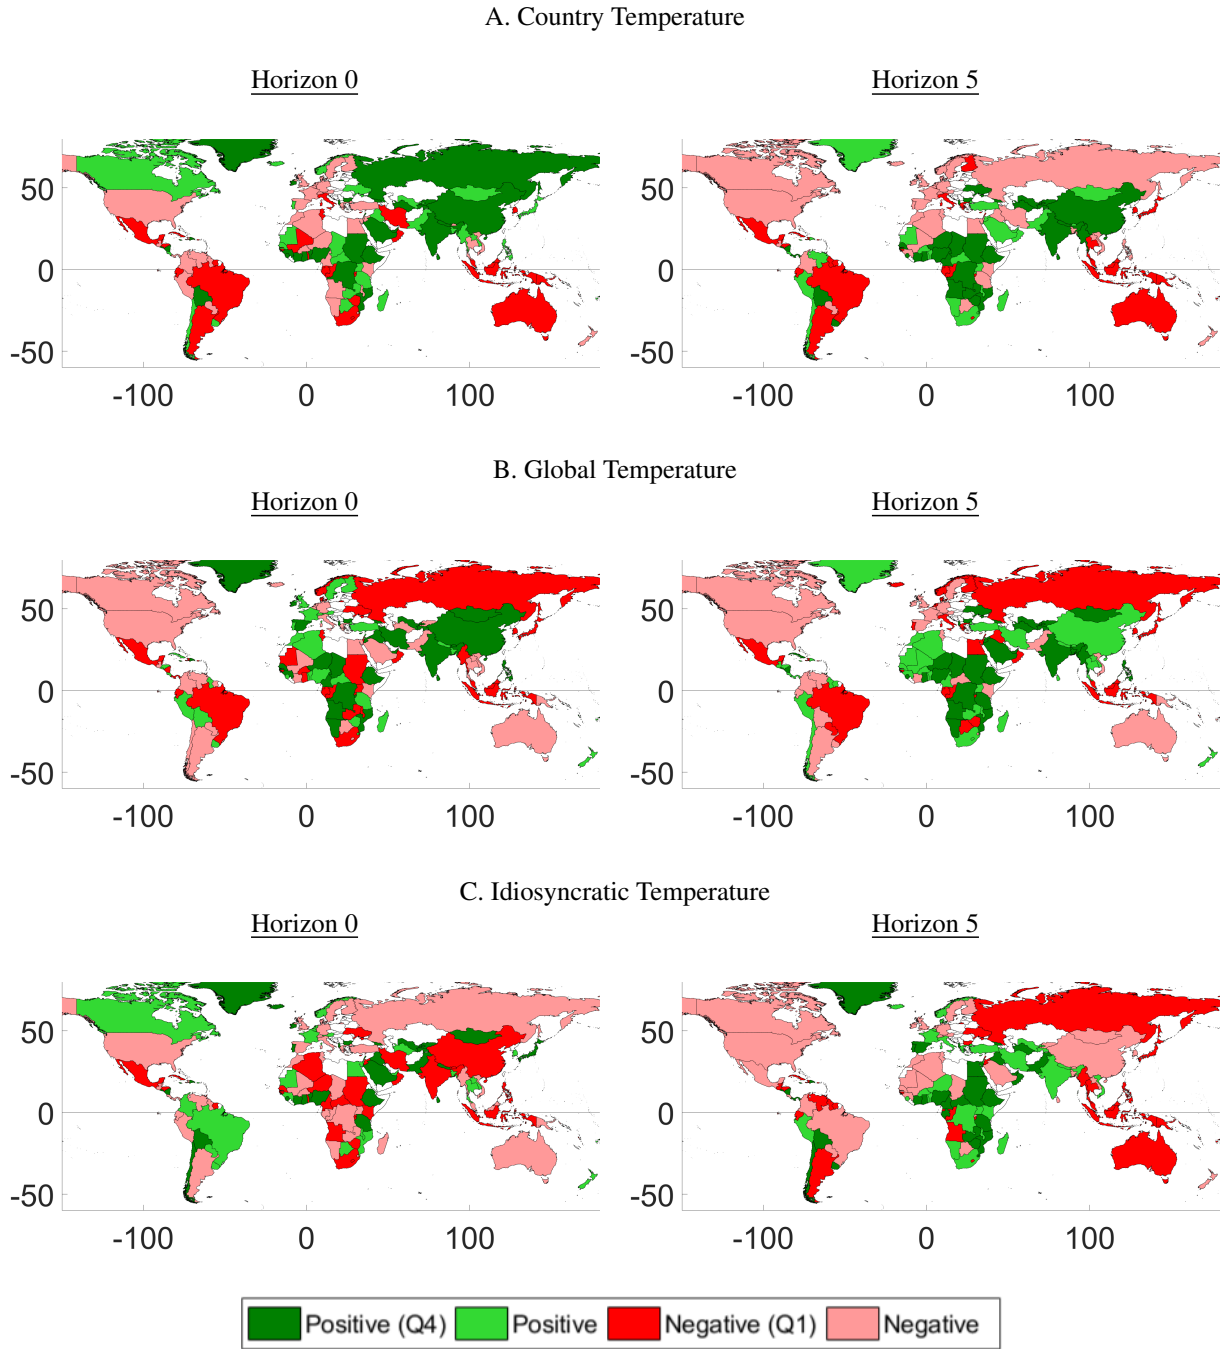 A. Country Temperature
Horizon 0 Horizon 5
50 50
0 0
-50 -50
-100 0 100 -100 0 100
B. Global Temperature
Horizon 0 Horizon 5
50 50
0 0
-50 -50
-100 0 100 -100 0 100
C. Idiosyncratic Temperature
Horizon 0 Horizon 5
50 50
0 0
-50 -50
-100 0 100 -100 0 100
Positive (Q4) Positive Negative (Q1) Negative